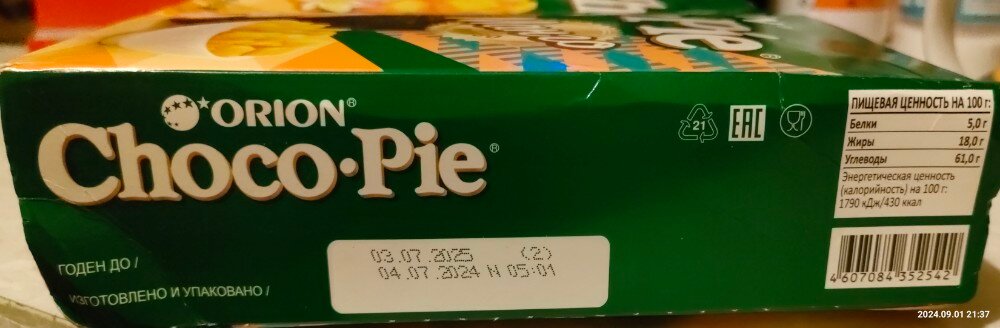 ORION®
Choco•Pie®
ГОДЕН ДО /
ИЗГОТОВЛЕНО И УПАКОВАНО /
03.07.2025 (2)
04.07.2024 N 05:01
21
EAC
ПИЩЕВАЯ ЦЕННОСТЬ НА 100 г:
Белки 5,0 г
Жиры 18,0 г
Углеводы 61,0 г
Энергетическая ценность
(калорийность) на 100 г:
1790 кДж/430 ккал
4 607084 352542
2024.09.01 21:37